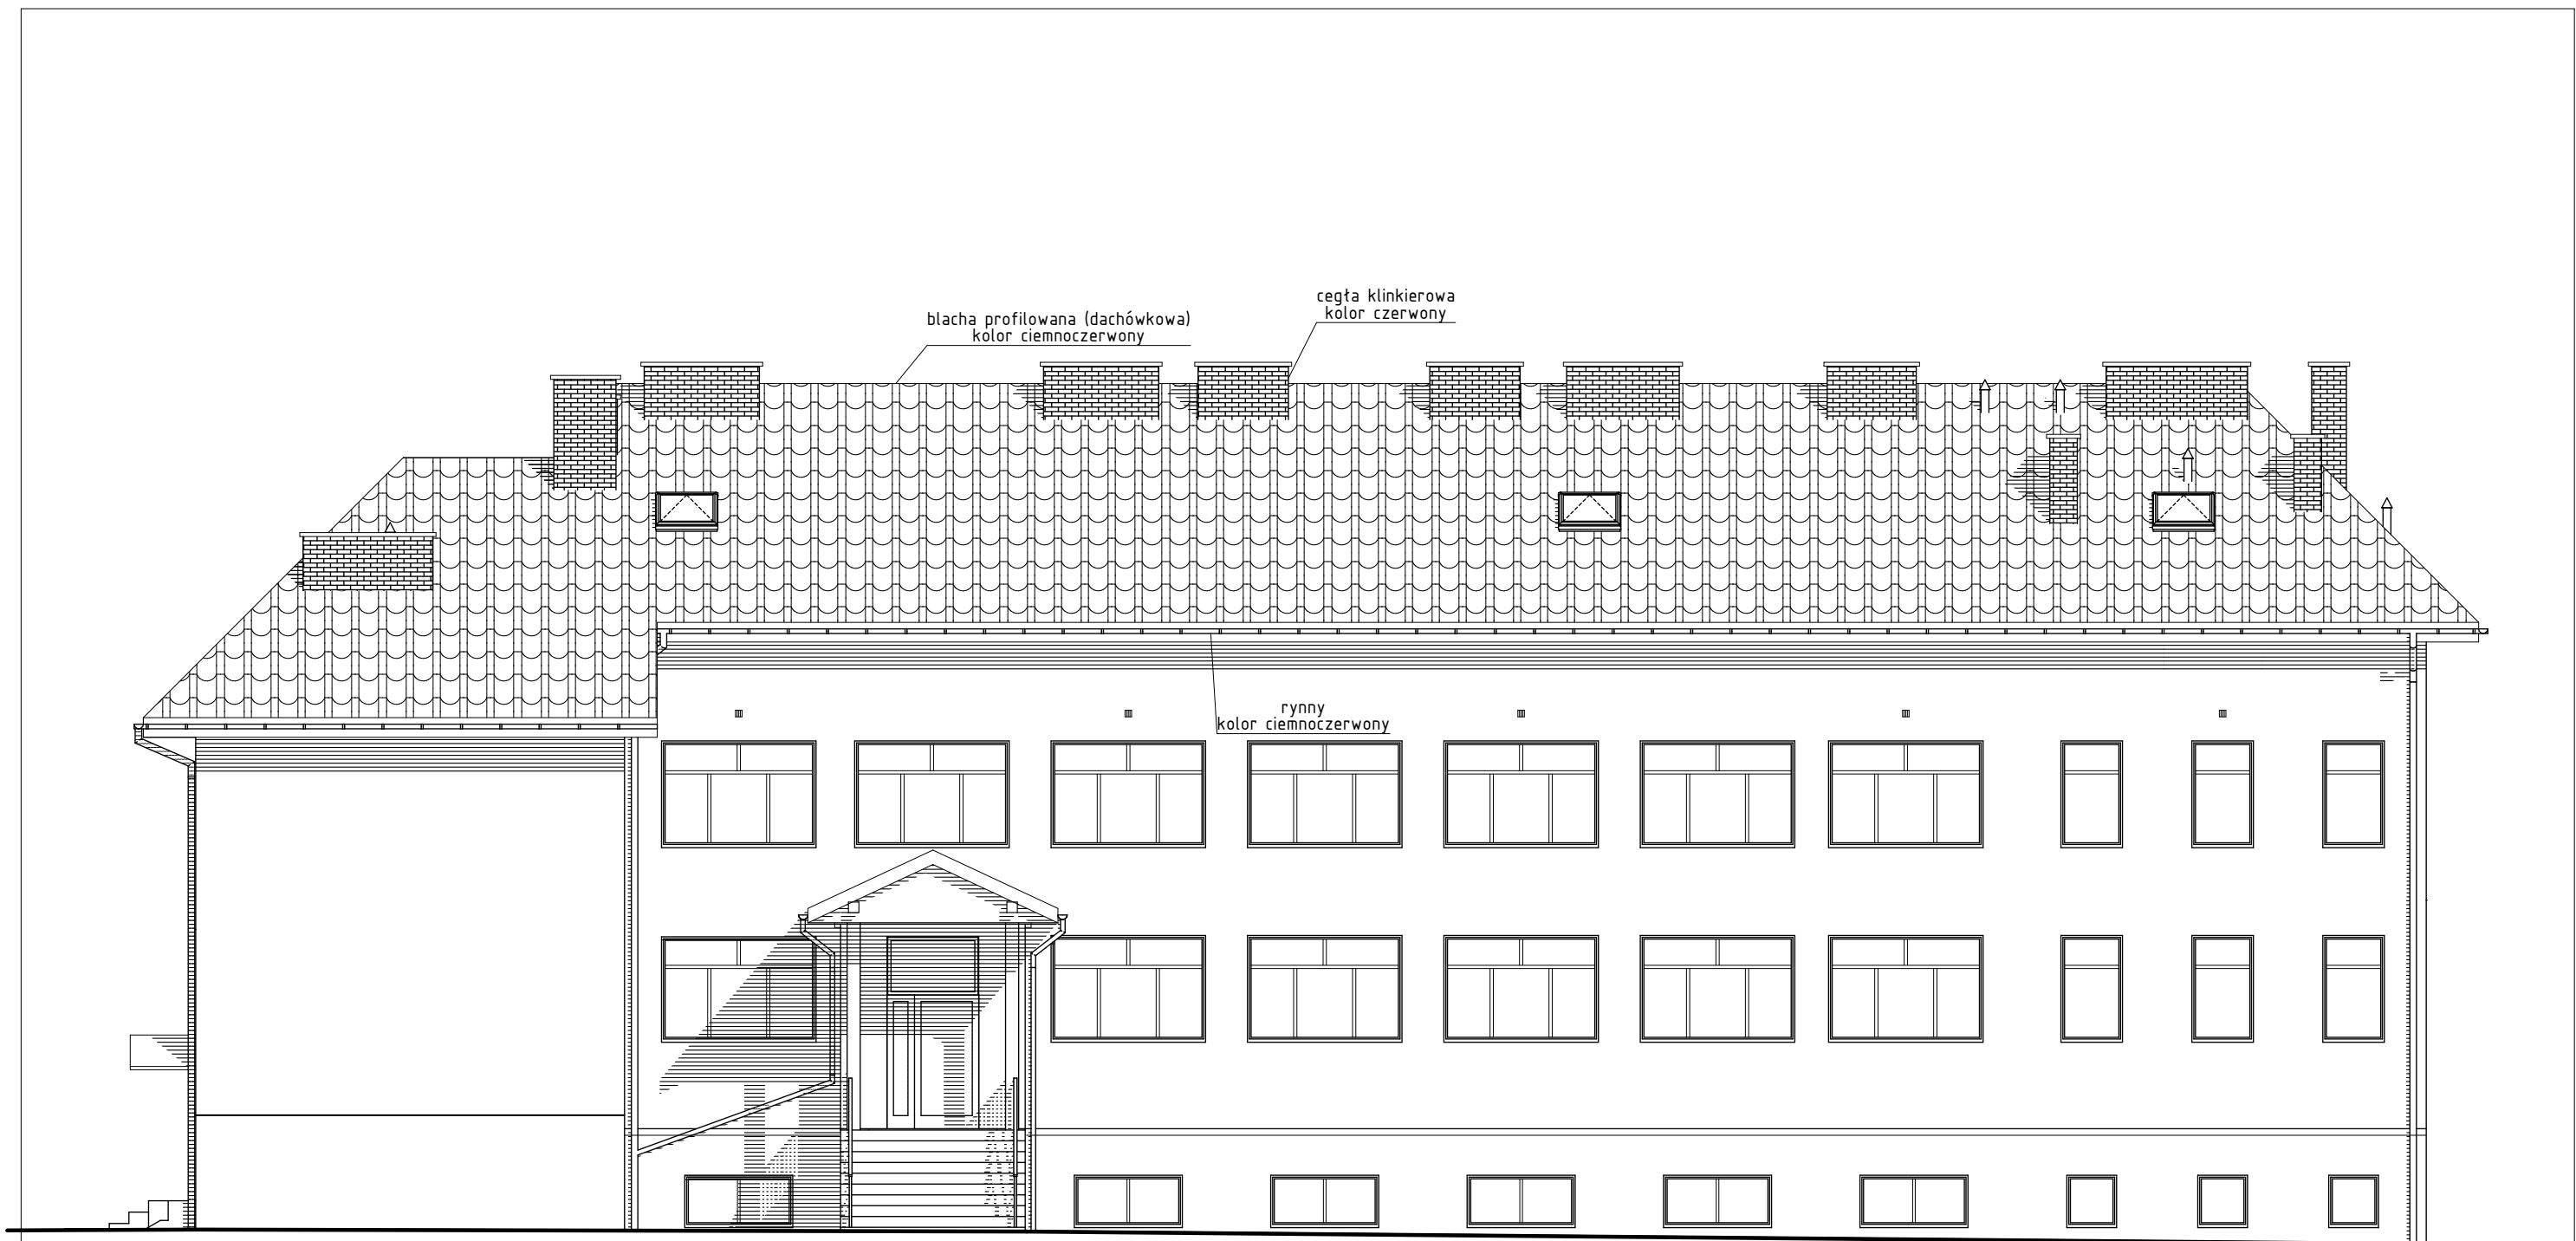 cegła klinkierowa
kolor czerwony
blacha profilowana (dachówkowa)
kolor ciemnoczerwony
rynny
kolor ciemnoczerwony